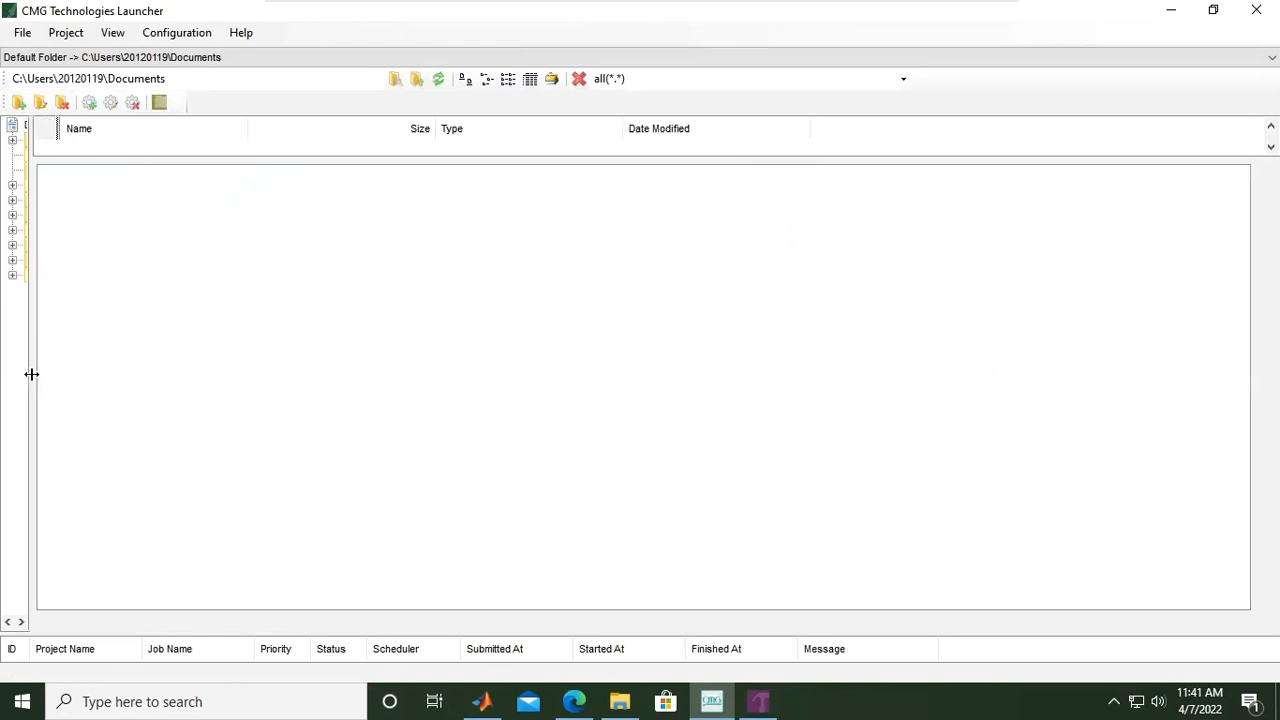 CMG Technologies Launcher
File Project View Configuration Help
Default Folder -> C:\Users\20120119\Documents
C:\Users\20120119\Documents all(*.*)
Name Size Type Date Modified
ID Project Name Job Name Priority Status Scheduler Submitted At Started At Finished At Message
Type here to search
CMG
11:41 AM
4/7/2022
1